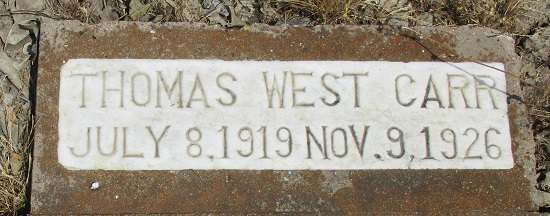 THOMAS WEST CARR
JULY 8, 1919 NOV. 9, 1926